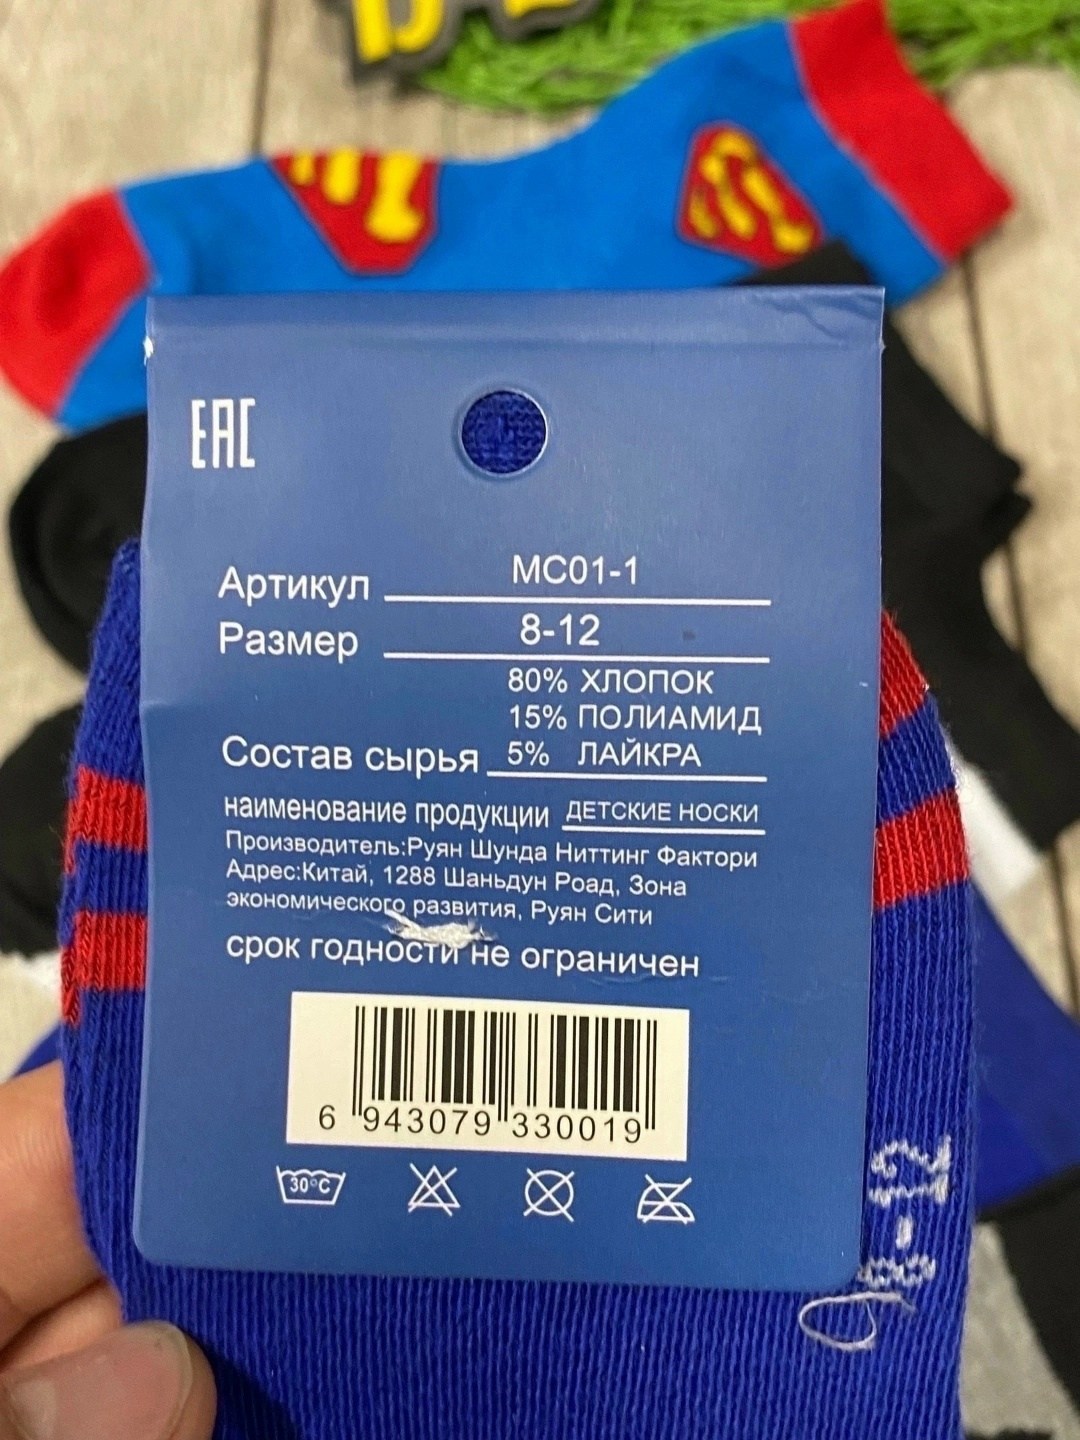 EAC
Артикул MC01-1
Размер 8-12
80% ХЛОПОК
15% ПОЛИАМИД
Состав сырья 5% ЛАЙКРА
наименование продукции ДЕТСКИЕ НОСКИ
Производитель:Руян Шунда Ниттинг Фактори
Адрес:Китай, 1288 Шаньдун Роад, Зона
экономического развития, Руян Сити
срок годности не ограничен
6 943079 330019
30°C
8-12